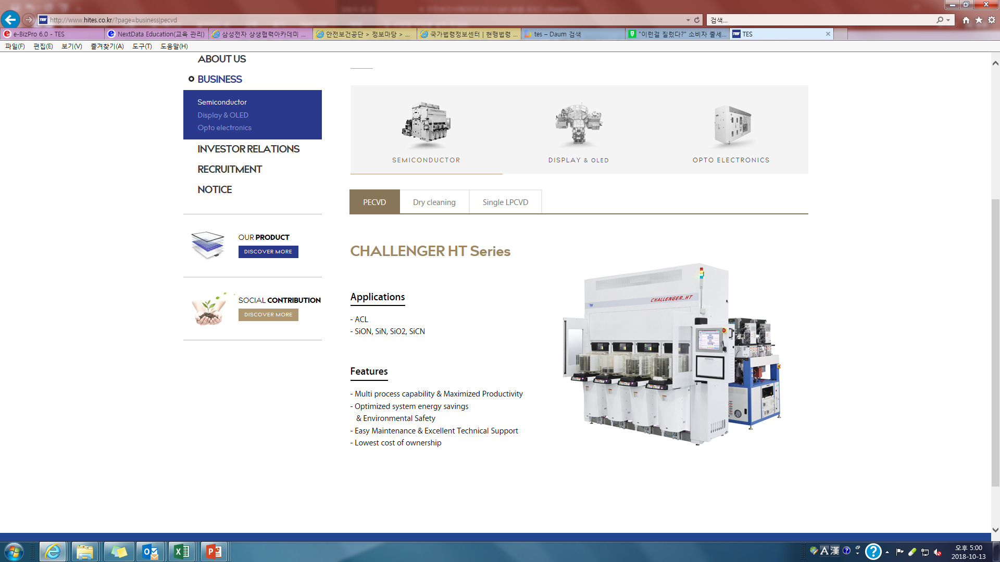 http://www.hites.co.kr/?page=business|pecvd
검색...
e-BizPro 6.0 - TES
NextData Education(교육 관리)
삼성전자 상생협력아카데미 ...
안전보건공단 > 정보마당 > ...
국가법령정보센터 | 현행법령 ...
tes – Daum 검색
"이런걸 질렀다?" 소비자 줄세...
TES
파일(F) 편집(E) 보기(V) 즐겨찾기(A) 도구(T) 도움말(H)
ABOUT US
BUSINESS
Semiconductor
Display & OLED
Opto electronics
INVESTOR RELATIONS
RECRUITMENT
NOTICE
OUR PRODUCT
DISCOVER MORE
SOCIAL CONTRIBUTION
DISCOVER MORE
SEMICONDUCTOR
DISPLAY & OLED
OPTO ELECTRONICS
PECVD
Dry cleaning
Single LPCVD
CHALLENGER HT Series
Applications
- ACL
- SiON, SiN, SiO2, SiCN
Features
- Multi process capability & Maximized Productivity
- Optimized system energy savings
& Environmental Safety
- Easy Maintenance & Excellent Technical Support
- Lowest cost of ownership
TES
CHALLENGER_HT
A 漢
오후 5:00
2018-10-13